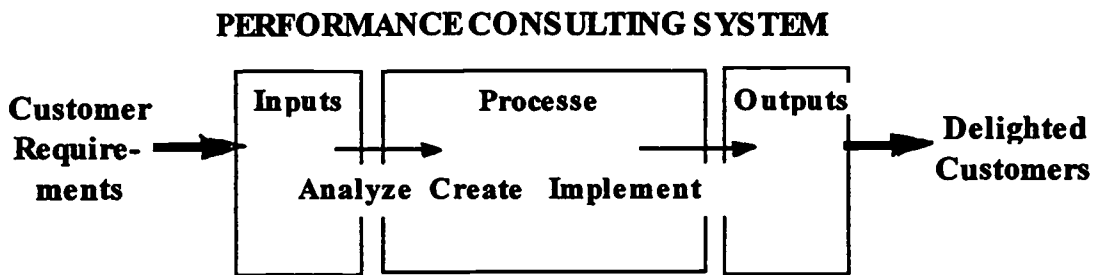 PERFORMANCE CONSULTING SYSTEM
Customer
Require-
ments
Inputs
Processe
Outputs
Analyze Create Implement
Delighted
Customers